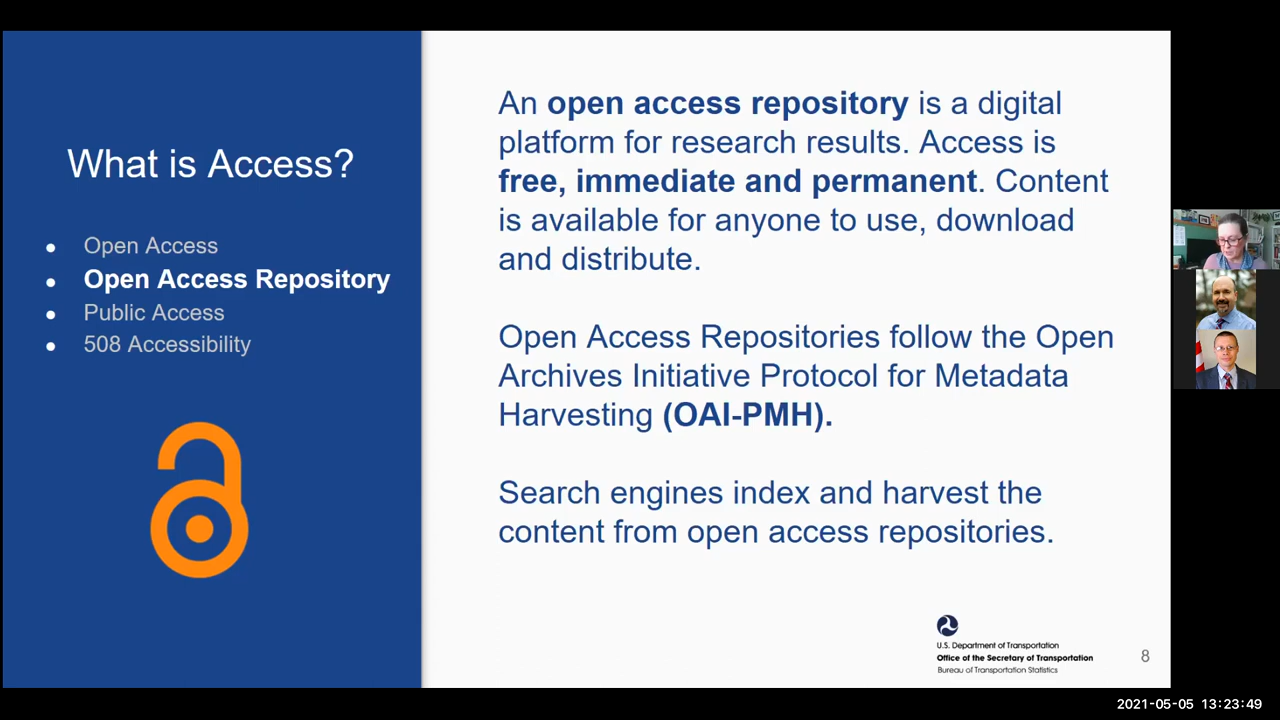 What is Access?
● Open Access
● Open Access Repository
● Public Access
● 508 Accessibility
An open access repository is a digital
platform for research results. Access is
free, immediate and permanent. Content
is available for anyone to use, download
and distribute.
Open Access Repositories follow the Open
Archives Initiative Protocol for Metadata
Harvesting (OAI-PMH).
Search engines index and harvest the
content from open access repositories.
U.S. Department of Transportation
Office of the Secretary of Transportation
Bureau of Transportation Statistics
8
2021-05-05 13:23:49